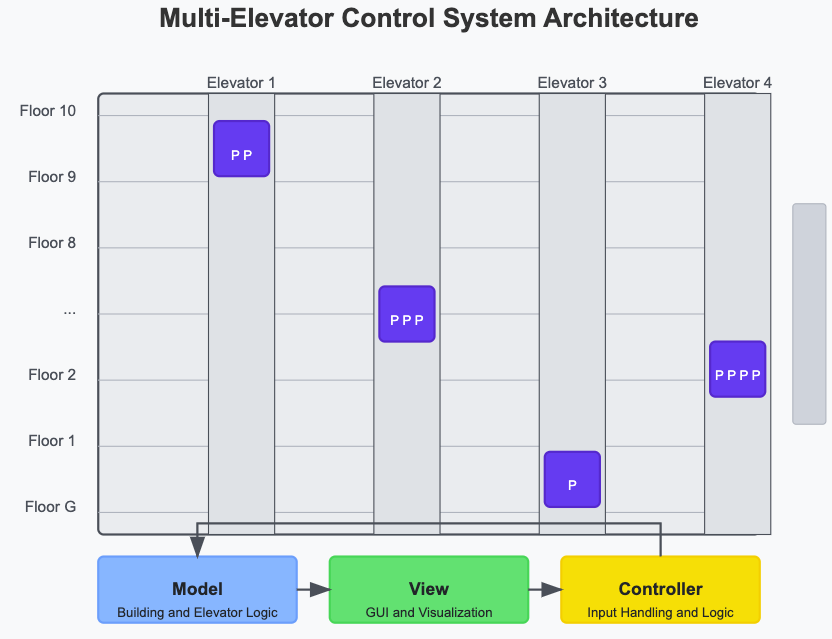 Multi-Elevator Control System Architecture
Elevator 1
Elevator 2
Elevator 3
Elevator 4
Floor 10
P P
Floor 9
Floor 8
...
P P P
Floor 2
P P P P
Floor 1
P
Floor G
Model
Building and Elevator Logic
View
GUI and Visualization
Controller
Input Handling and Logic